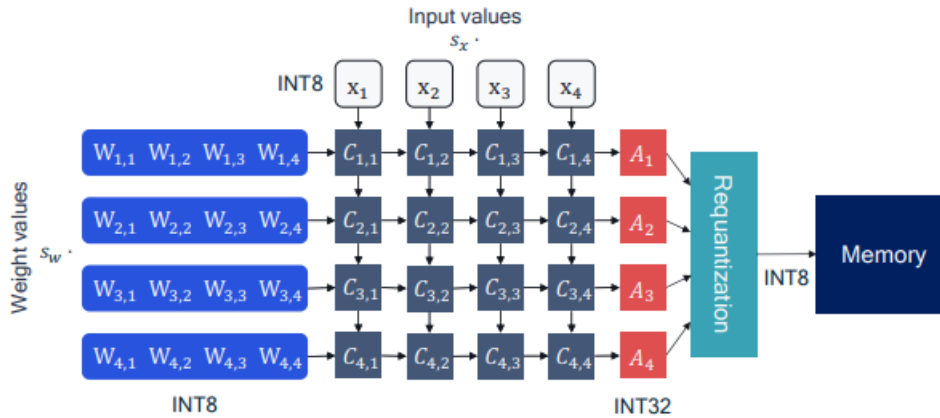 Input values
s_x ·
INT8 x₁ x₂ x₃ x₄
W₁,₁ W₁,₂ W₁,₃ W₁,₄ C₁,₁ C₁,₂ C₁,₃ C₁,₄ A₁
W₂,₁ W₂,₂ W₂,₃ W₂,₄ C₂,₁ C₂,₂ C₂,₃ C₂,₄ A₂
W₃,₁ W₃,₂ W₃,₃ W₃,₄ C₃,₁ C₃,₂ C₃,₃ C₃,₄ A₃
W₄,₁ W₄,₂ W₄,₃ W₄,₄ C₄,₁ C₄,₂ C₄,₃ C₄,₄ A₄
Weight values
s_w ·
INT8
INT32
Requantization
INT8
Memory